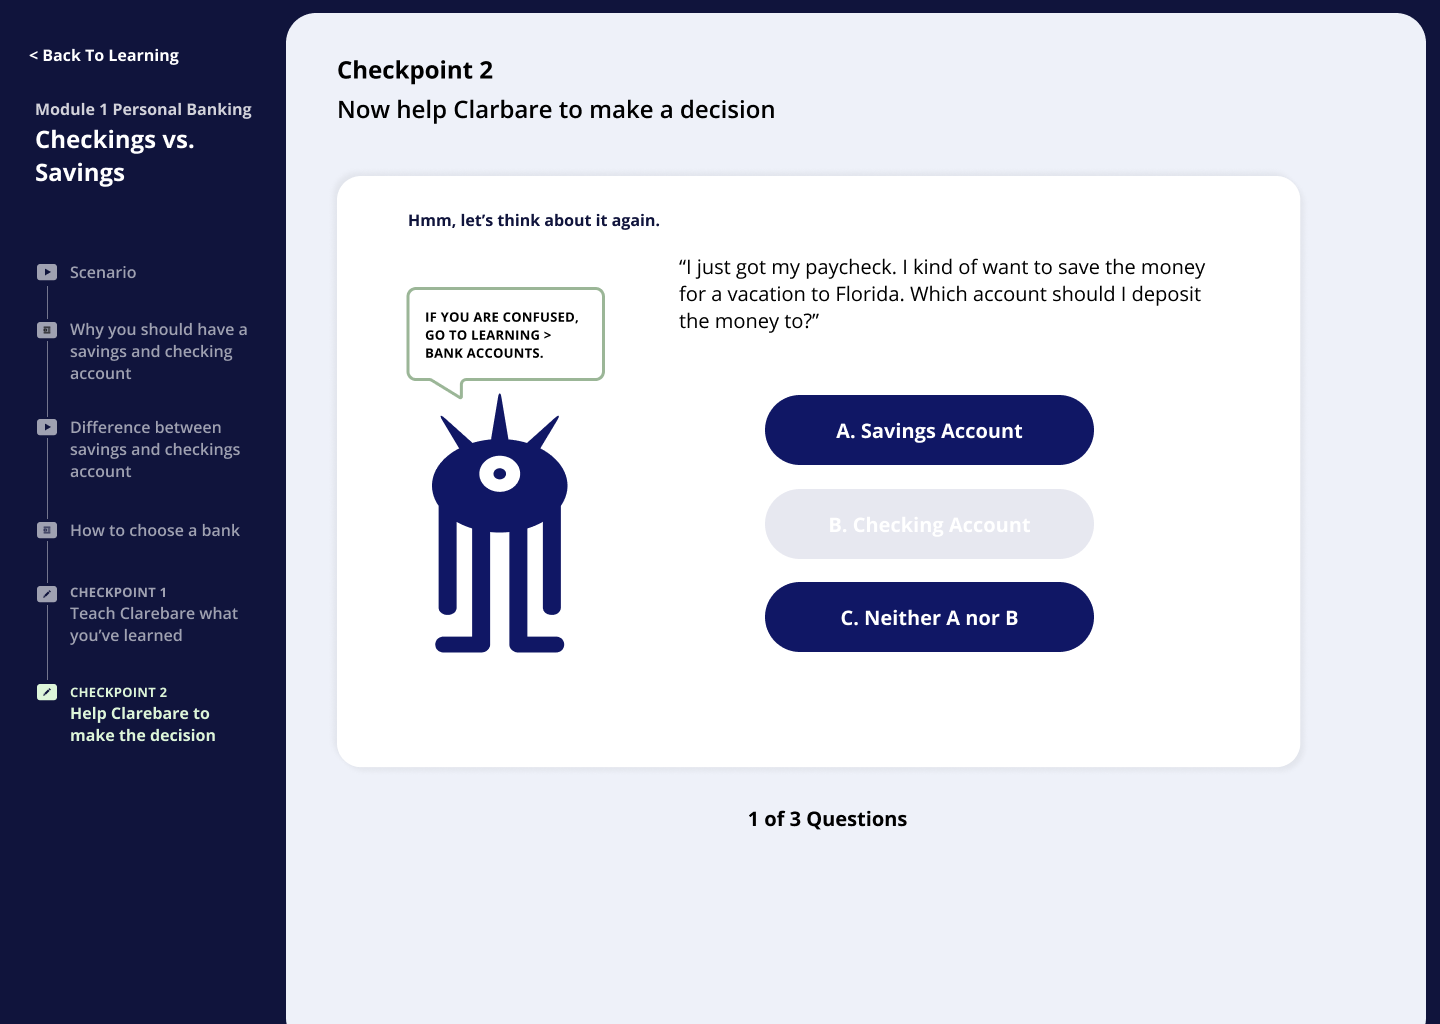 < Back To Learning
Module 1 Personal Banking
Checkings vs.
Savings
Scenario
Why you should have a
savings and checking
account
Difference between
savings and checkings
account
How to choose a bank
CHECKPOINT 1
Teach Clarebare what
you’ve learned
CHECKPOINT 2
Help Clarebare to
make the decision
Checkpoint 2
Now help Clarbare to make a decision
Hmm, let’s think about it again.
IF YOU ARE CONFUSED,
GO TO LEARNING >
BANK ACCOUNTS.
“I just got my paycheck. I kind of want to save the money
for a vacation to Florida. Which account should I deposit
the money to?”
A. Savings Account
B. Checking Account
C. Neither A nor B
1 of 3 Questions